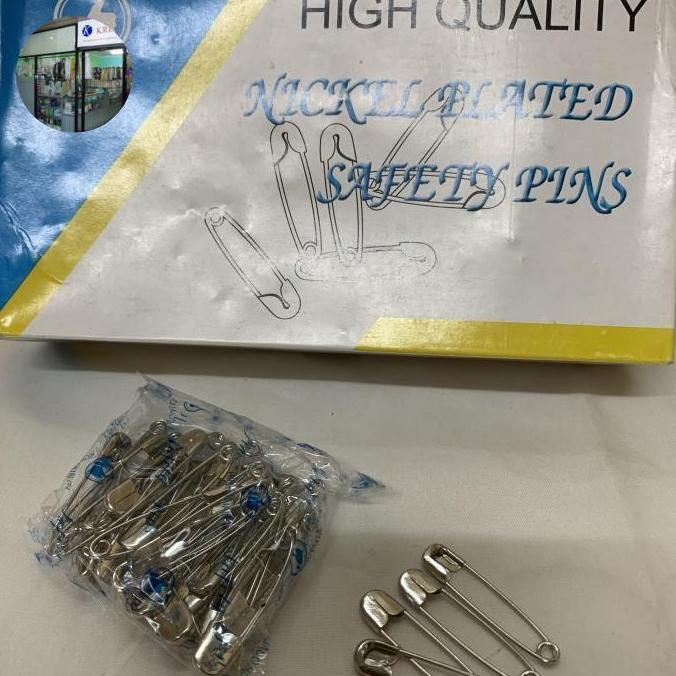 HIGH QUALITY
NICKEL PLATED
SAFETY PINS